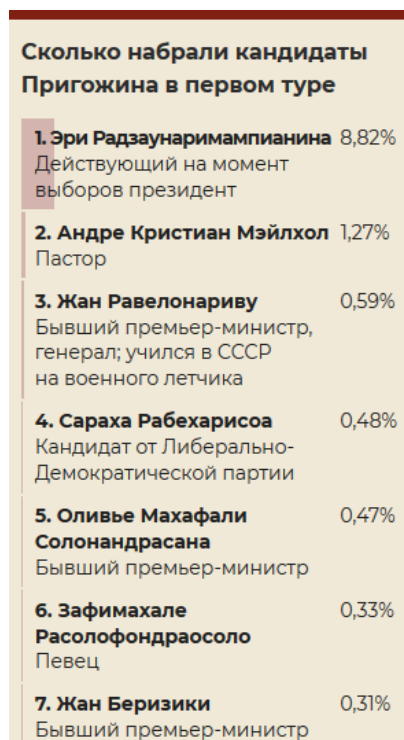 Сколько набрали кандидаты
Пригожина в первом туре
1. Эри Радзаунаримампианина 8,82%
Действующий на момент
выборов президент
2. Андре Кристиан Мэйлхол 1,27%
Пастор
3. Жан Равелонариву 0,59%
Бывший премьер-министр,
генерал; учился в СССР
на военного летчика
4. Сараха Рабехарисоа 0,48%
Кандидат от Либерально-
Демократической партии
5. Оливье Махафали 0,47%
Солонандрасана
Бывший премьер-министр
6. Зафимахале 0,33%
Расолофондраосоло
Певец
7. Жан Беризики 0,31%
Бывший премьер-министр